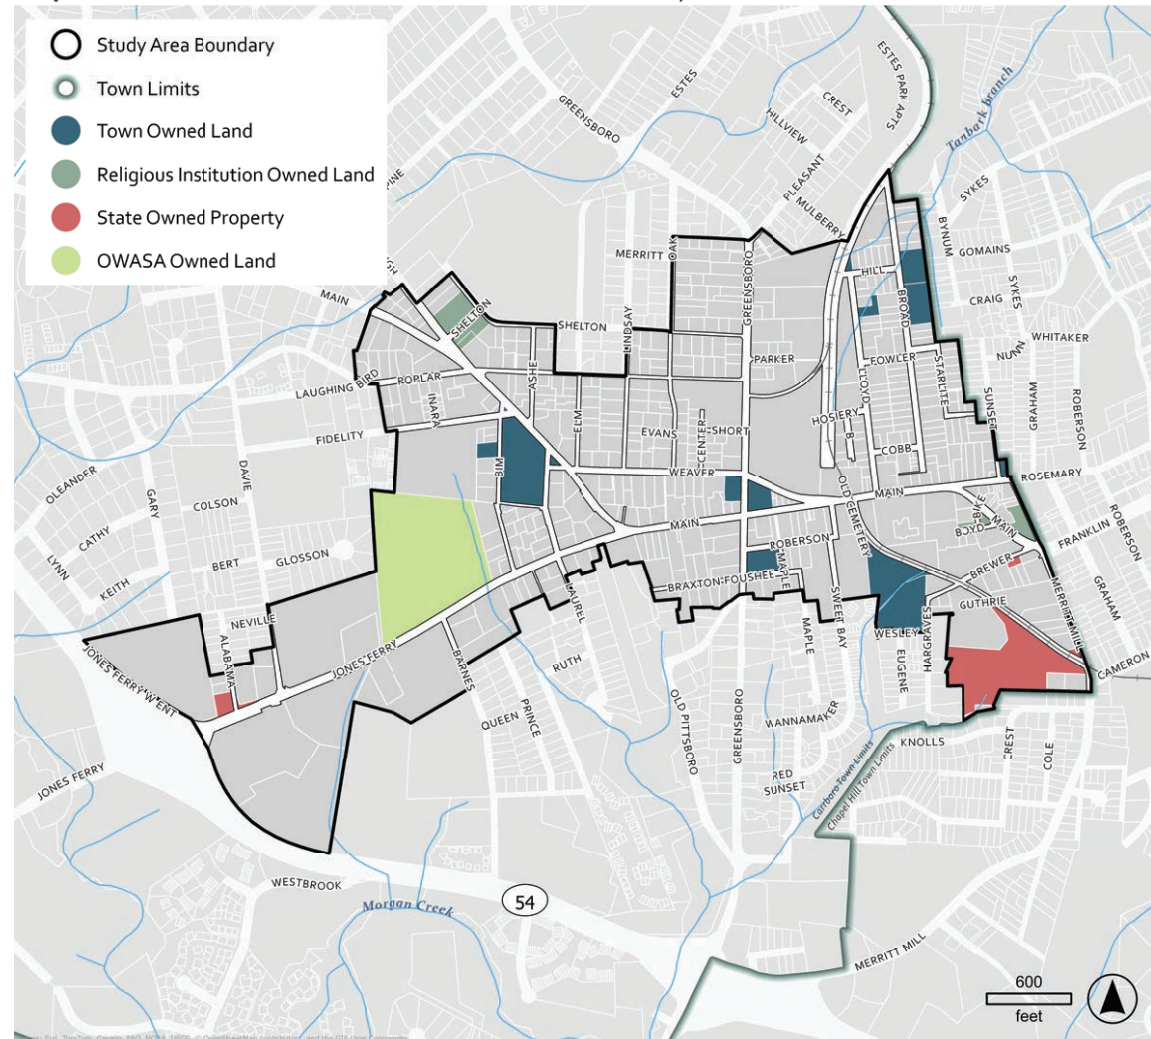 Study Area Boundary
Town Limits
Town Owned Land
Religious Institution Owned Land
State Owned Property
OWASA Owned Land
ESTES PARK APTS
Tanbark branch
ESTES
CREST
GREENSBORO
HILLVIEW
PLEASANT
MULBERRY
SYKES
BYNUM
GOMAINS
MERRITT
OAK
GREENSBORO
HILL
BROAD
SYKES
CRAIG
MAIN
SHELTON
SHELTON
LINDSAY
NUNN
WHITAKER
PARKER
FOWLER
STARLITE
LAUGHING BIRD
POPLAR
ASHE
LLOYD
SUNSET
GRAHAM
ROBERSON
INARA
ELM
HOSIERY
B
FIDELITY
EVANS
CENTER
SHORT
COBB
BIM
WEAVER
ROSEMARY
OLEANDER
GARY
DAVIE
COLSON
MAIN
OLD CEMETERY
MAIN
BIKE
MAIN
BOYD
FRANKLIN
ROBERSON
CATHY
LYNN
KEITH
BERT
GLOSSON
ROBERSON
MAPLE
BREWER
BRAXTON-FOUSHEE
LAUREL
SWEET BAY
GUTHRIE
MERRITT MILL
GRAHAM
NEVILLE
ALABAMA
JONES FERRY
BARNES
RUTH
MAPLE
WESLEY
EUGENE
HARGRAVES
CAMERON
JONES FERRY W ENT
QUEEN
PRINCE
OLD PITTSBORO
GREENSBORO
WANNAMAKER
KNOLLS
CREST
COLE
JONES FERRY
RED
SUNSET
Carrboro Town Limits
Chapel Hill Town Limits
WESTBROOK
Morgan Creek
54
MERRITT MILL
600
feet